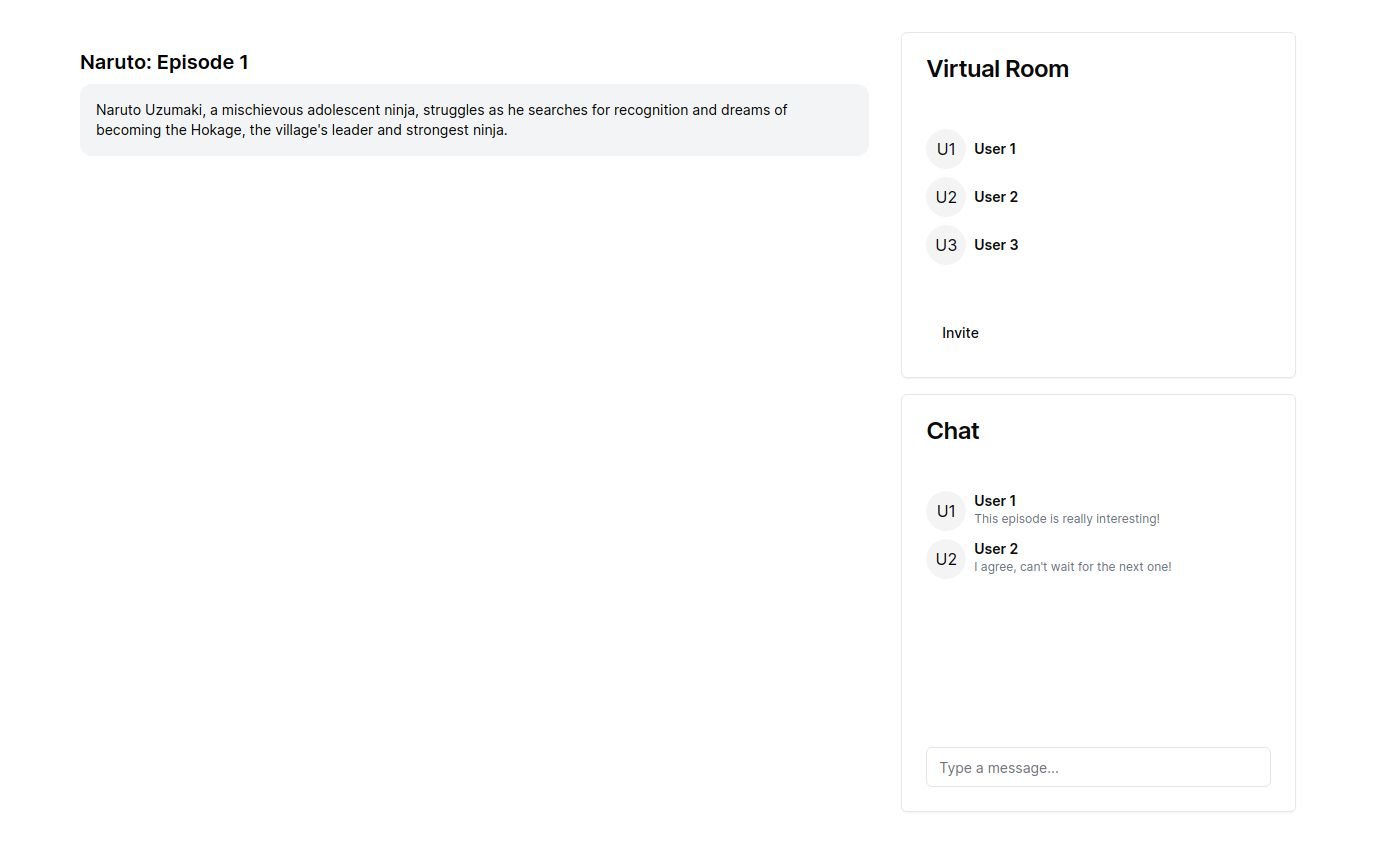 Naruto: Episode 1
Naruto Uzumaki, a mischievous adolescent ninja, struggles as he searches for recognition and dreams of
becoming the Hokage, the village's leader and strongest ninja.
Virtual Room
U1 User 1
U2 User 2
U3 User 3
Invite
Chat
U1 User 1
This episode is really interesting!
U2 User 2
I agree, can't wait for the next one!
Type a message...